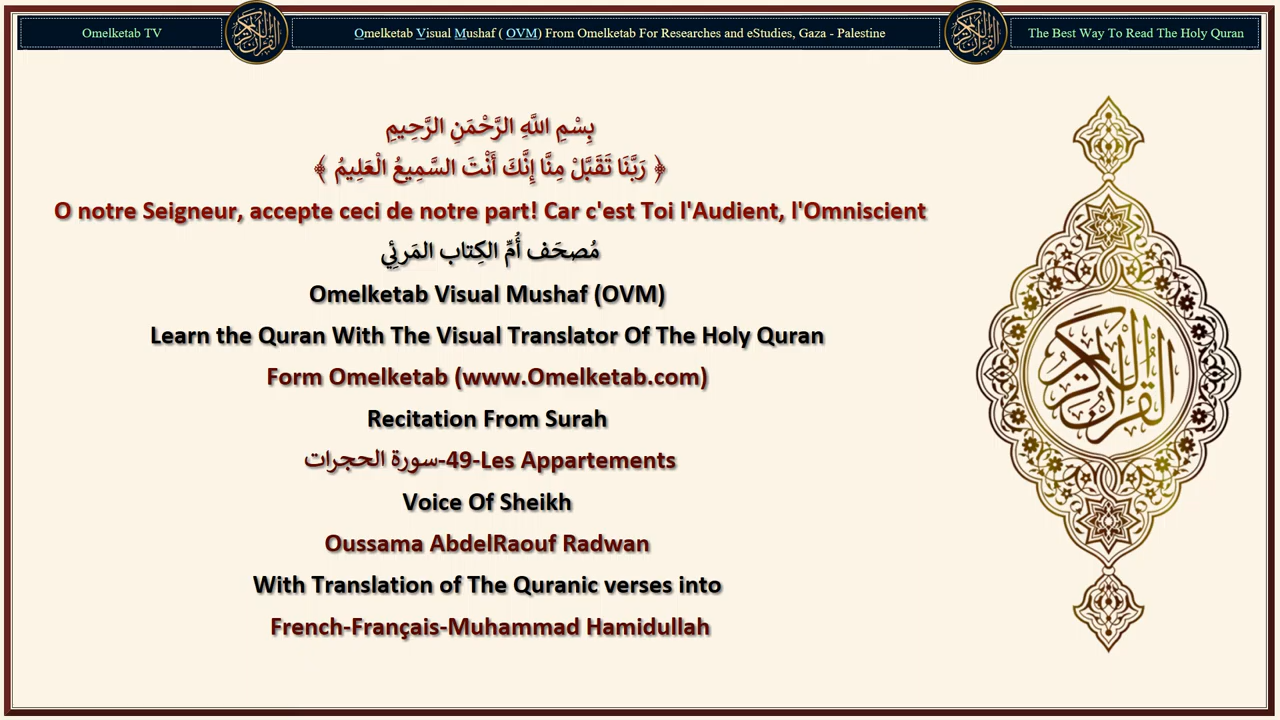 Omelketab TV
Omelketab Visual Mushaf ( OVM) From Omelketab For Researches and eStudies, Gaza - Palestine
The Best Way To Read The Holy Quran
بِسْمِ اللَّهِ الرَّحْمَنِ الرَّحِيمِ
﴿ رَبَّنَا تَقَبَّلْ مِنَّا إِنَّكَ أَنْتَ السَّمِيعُ الْعَلِيمُ ﴾
O notre Seigneur, accepte ceci de notre part! Car c'est Toi l'Audient, l'Omniscient
مُصحَف أُمِّ الكِتاب المَرئِي
Omelketab Visual Mushaf (OVM)
Learn the Quran With The Visual Translator Of The Holy Quran
Form Omelketab (www.Omelketab.com)
Recitation From Surah
سورة الحجرات-49-Les Appartements
Voice Of Sheikh
Oussama AbdelRaouf Radwan
With Translation of The Quranic verses into
French-Français-Muhammad Hamidullah
القرآن الكريم